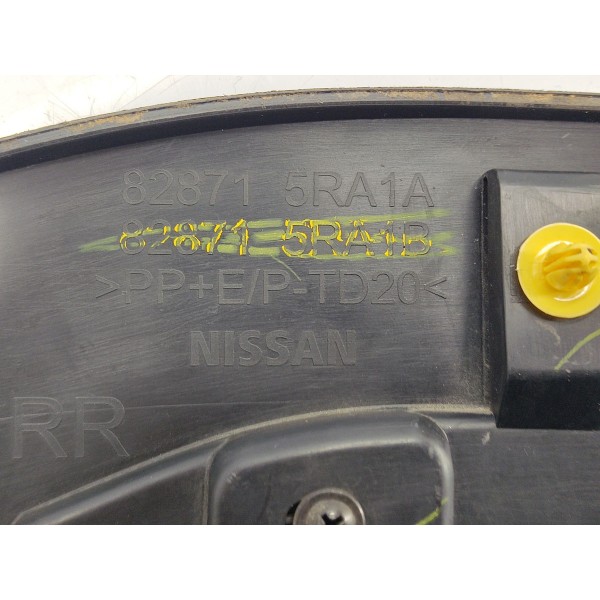 82871 5RA1A
82871 5RA1B
>PP+E/P-TD20<
NISSAN
RR